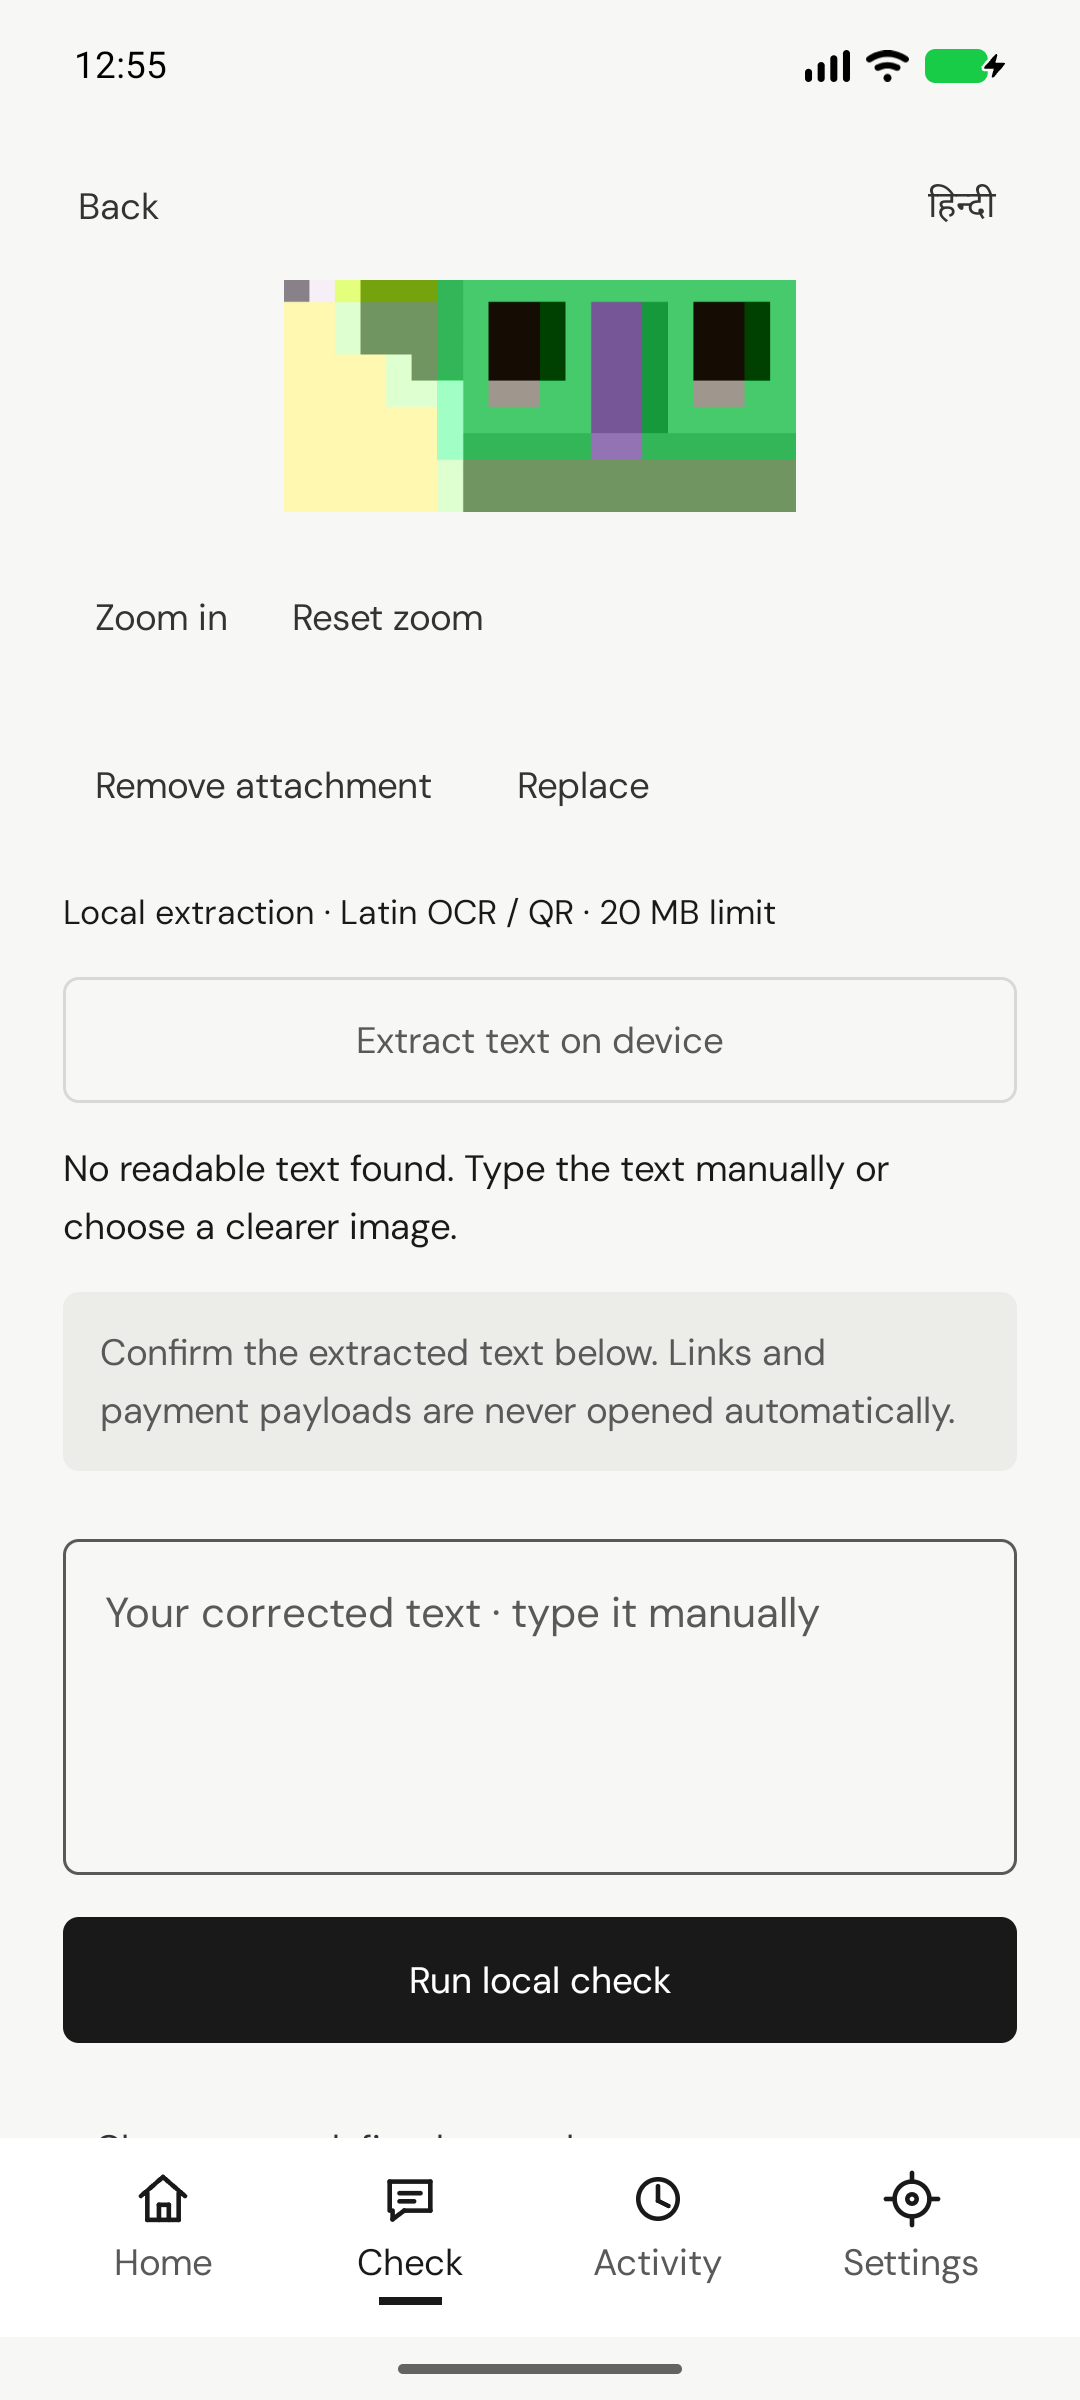 12:55
Back
हिन्दी
Zoom in
Reset zoom
Remove attachment
Replace
Local extraction · Latin OCR / QR · 20 MB limit
Extract text on device
No readable text found. Type the text manually or
choose a clearer image.
Confirm the extracted text below. Links and
payment payloads are never opened automatically.
Your corrected text · type it manually
Run local check
Home
Check
Activity
Settings